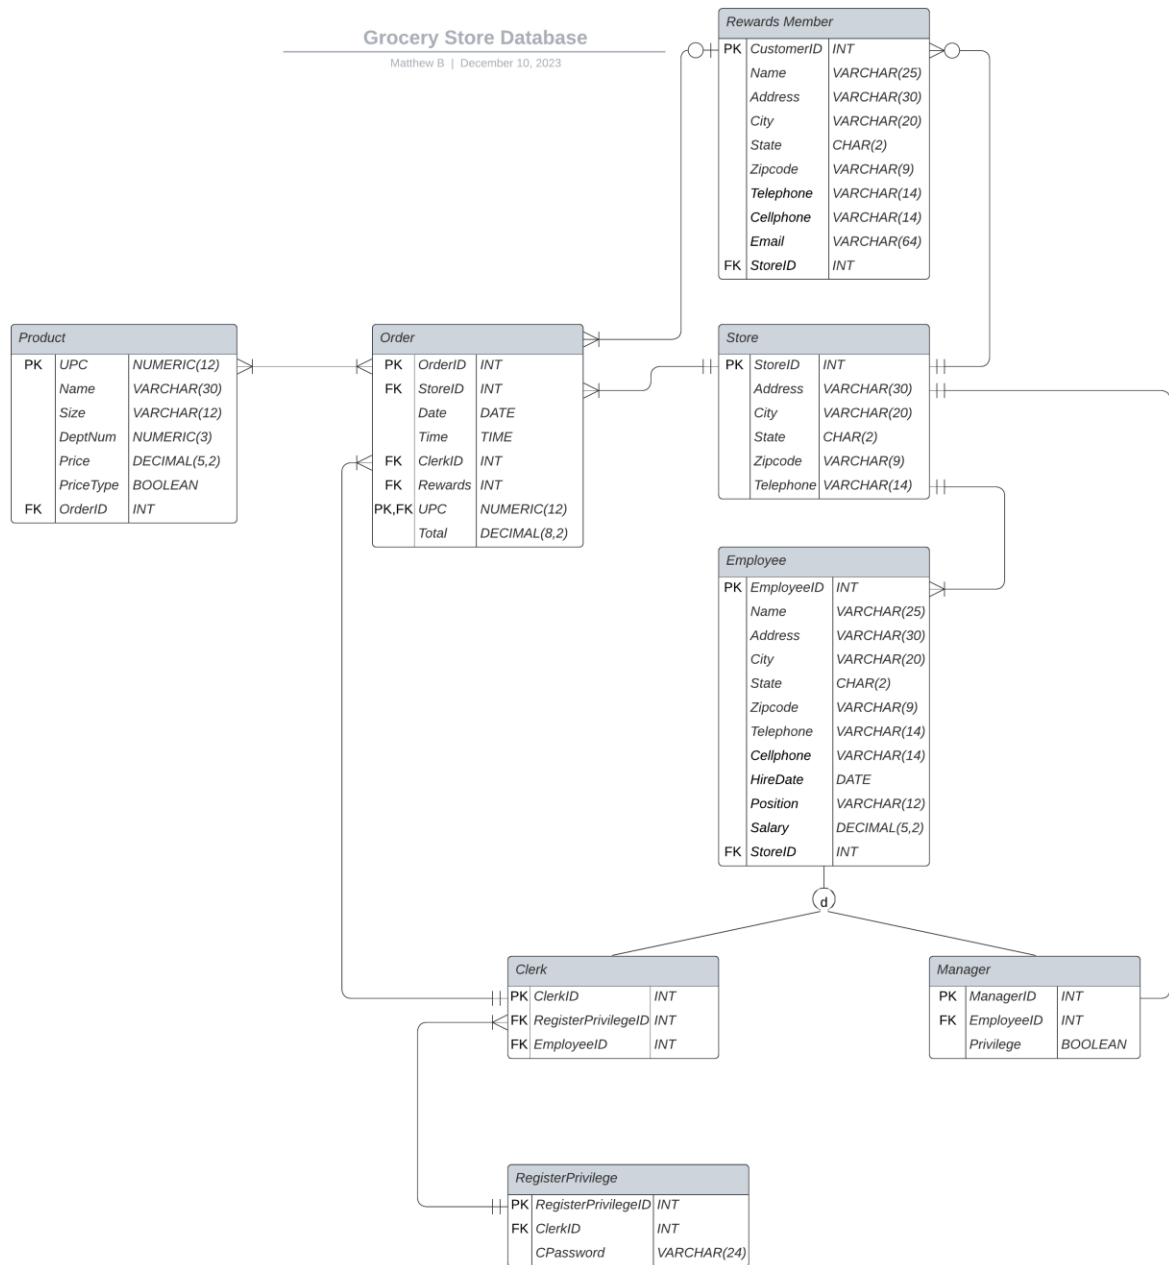 Grocery Store Database
Matthew B | December 10, 2023
Rewards Member
PK CustomerID INT
Name VARCHAR(25)
Address VARCHAR(30)
City VARCHAR(20)
State CHAR(2)
Zipcode VARCHAR(9)
Telephone VARCHAR(14)
Cellphone VARCHAR(14)
Email VARCHAR(64)
FK StoreID INT
Product
PK UPC NUMERIC(12)
Name VARCHAR(30)
Size VARCHAR(12)
DeptNum NUMERIC(3)
Price DECIMAL(5,2)
PriceType BOOLEAN
FK OrderID INT
Order
PK OrderID INT
FK StoreID INT
Date DATE
Time TIME
FK ClerkID INT
FK Rewards INT
PK,FK UPC NUMERIC(12)
Total DECIMAL(8,2)
Store
PK StoreID INT
Address VARCHAR(30)
City VARCHAR(20)
State CHAR(2)
Zipcode VARCHAR(9)
Telephone VARCHAR(14)
Employee
PK EmployeeID INT
Name VARCHAR(25)
Address VARCHAR(30)
City VARCHAR(20)
State CHAR(2)
Zipcode VARCHAR(9)
Telephone VARCHAR(14)
Cellphone VARCHAR(14)
HireDate DATE
Position VARCHAR(12)
Salary DECIMAL(5,2)
FK StoreID INT
d
Clerk
PK ClerkID INT
FK RegisterPrivilegeID INT
FK EmployeeID INT
Manager
PK ManagerID INT
FK EmployeeID INT
Privilege BOOLEAN
RegisterPrivilege
PK RegisterPrivilegeID INT
FK ClerkID INT
CPassword VARCHAR(24)